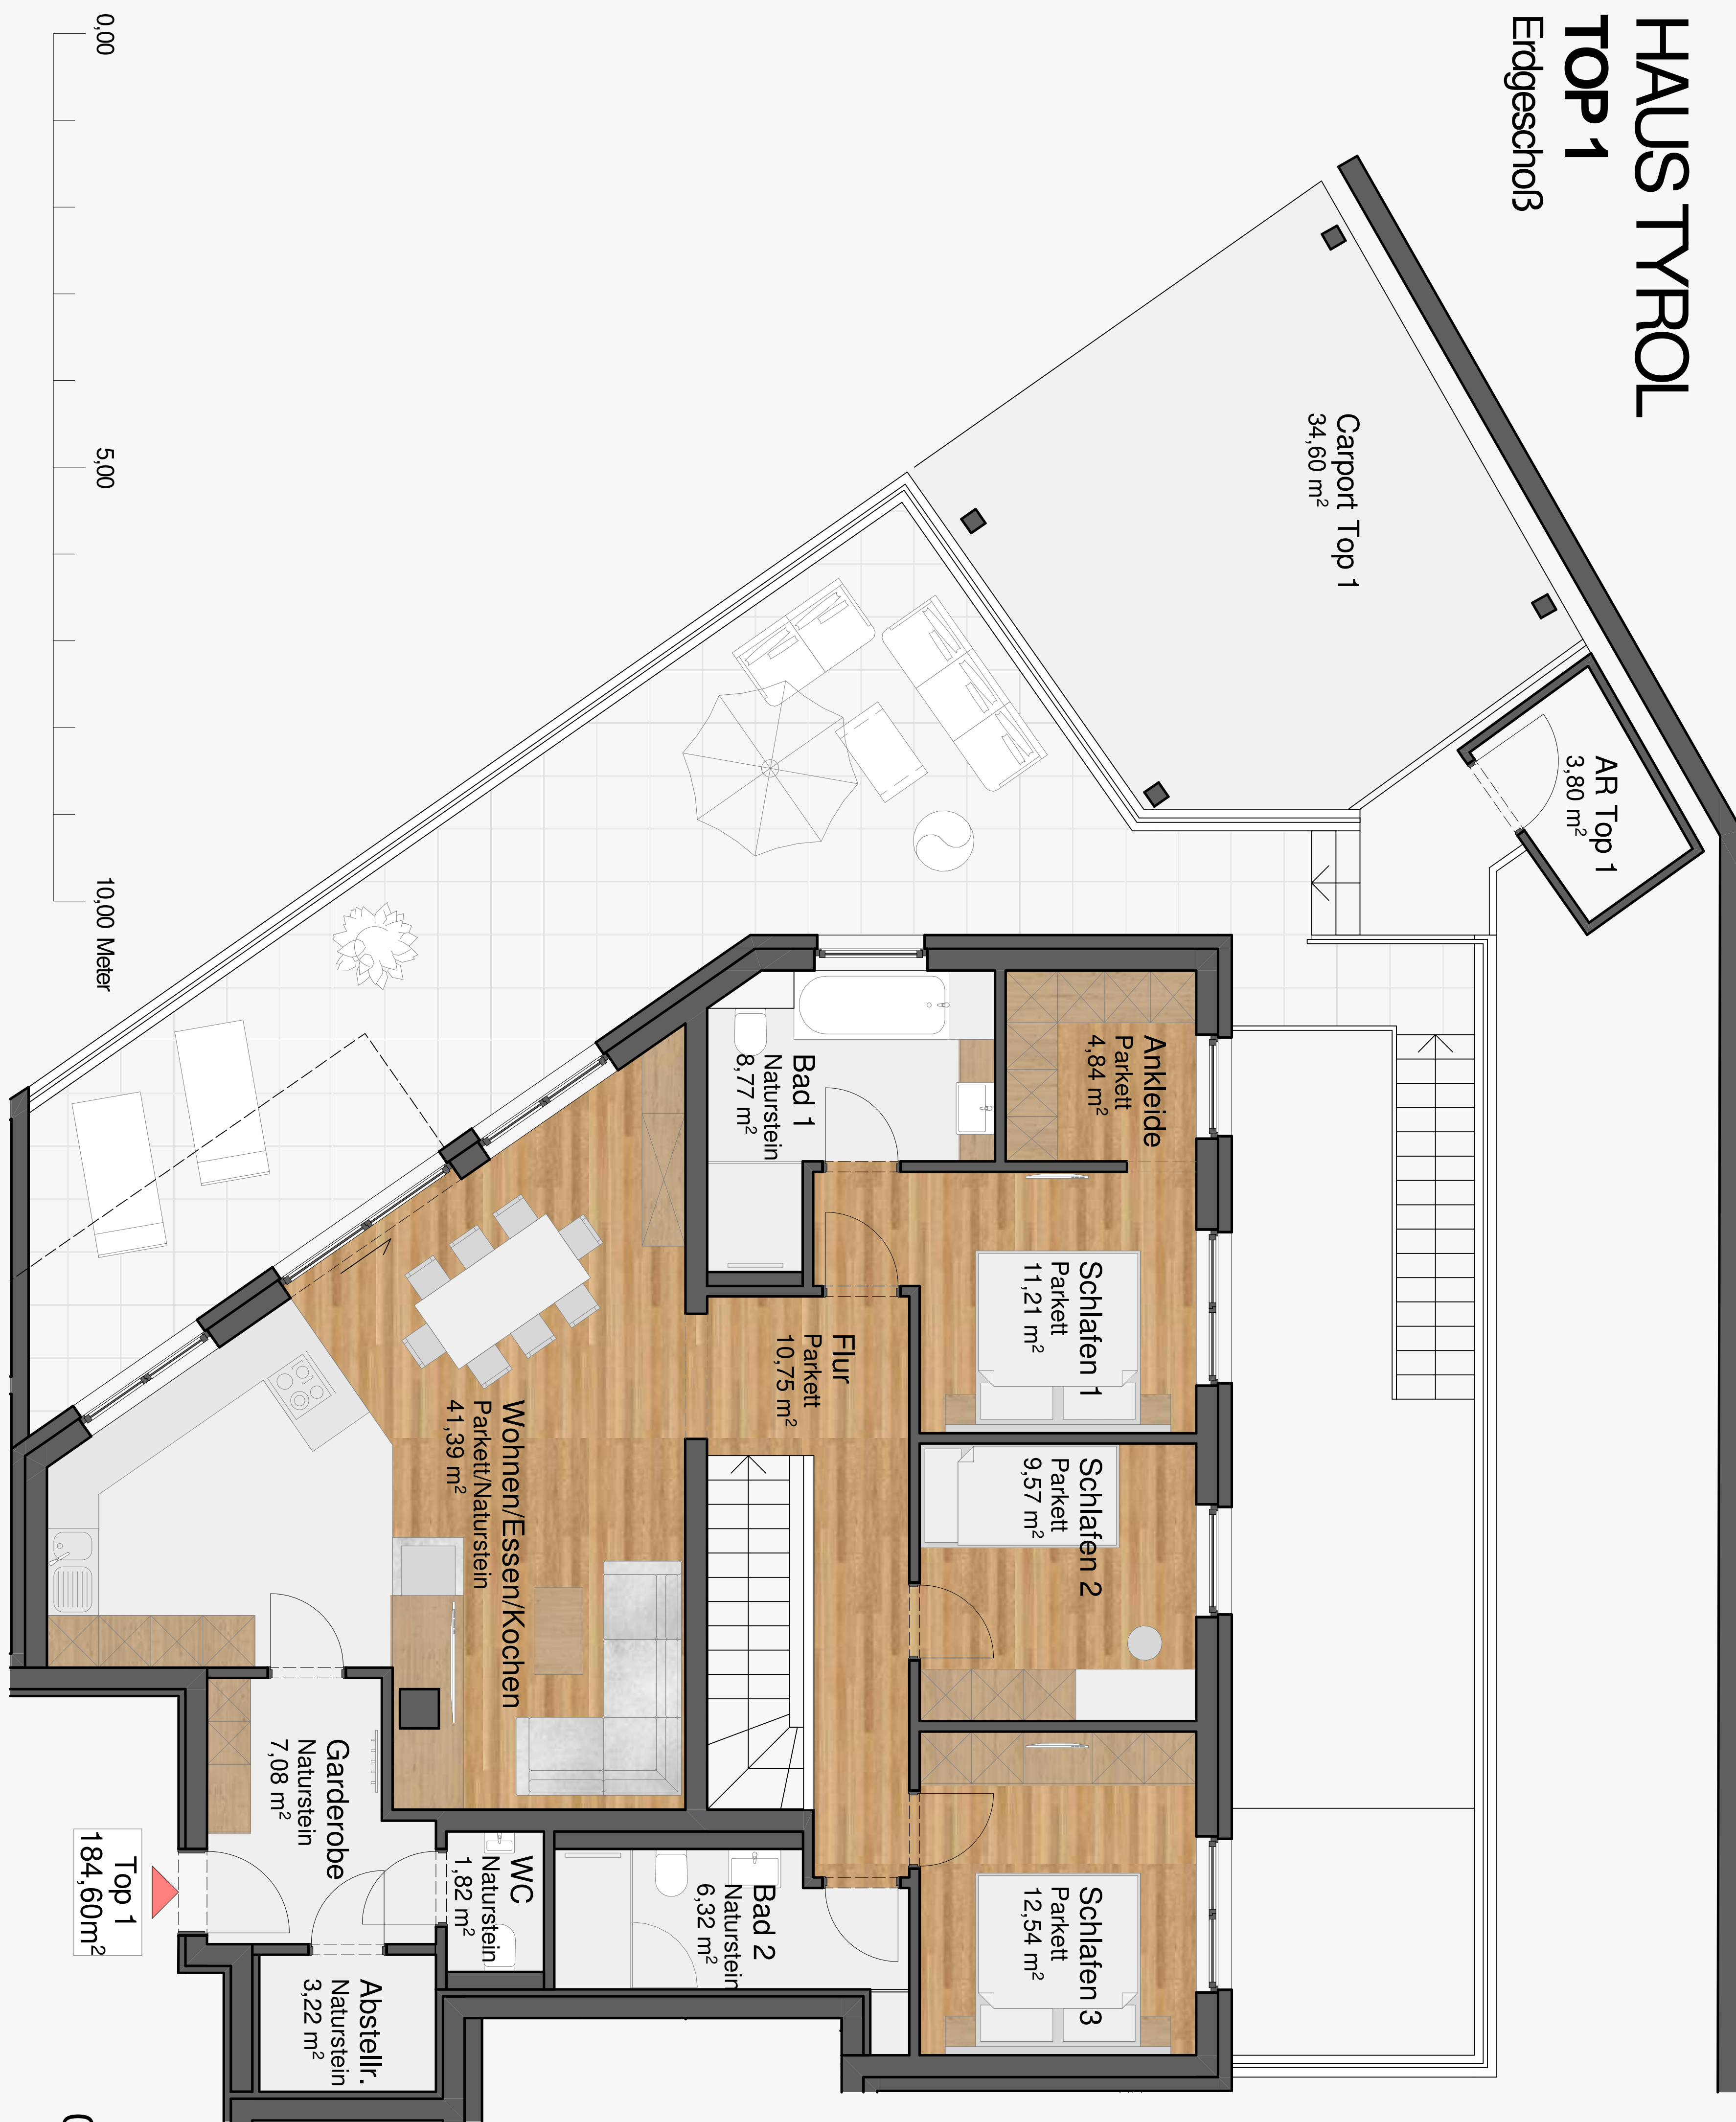 HAUS TYROL
TOP 1
Erdgeschoß
Carport Top 1
34,60 m²
AR Top 1
3,80 m²
Ankleide
Parkett
4,84 m²
Bad 1
Naturstein
8,77 m²
Schlafen 1
Parkett
11,21 m²
Schlafen 2
Parkett
9,57 m²
Schlafen 3
Parkett
12,54 m²
Flur
Parkett
10,75 m²
Wohnen/Essen/Kochen
Parkett/Naturstein
41,39 m²
Bad 2
Naturstein
6,32 m²
WC
Naturstein
1,82 m²
Garderobe
Naturstein
7,08 m²
Abstellr.
Naturstein
3,22 m²
Top 1
184,60m²
0,00
5,00
10,00 Meter